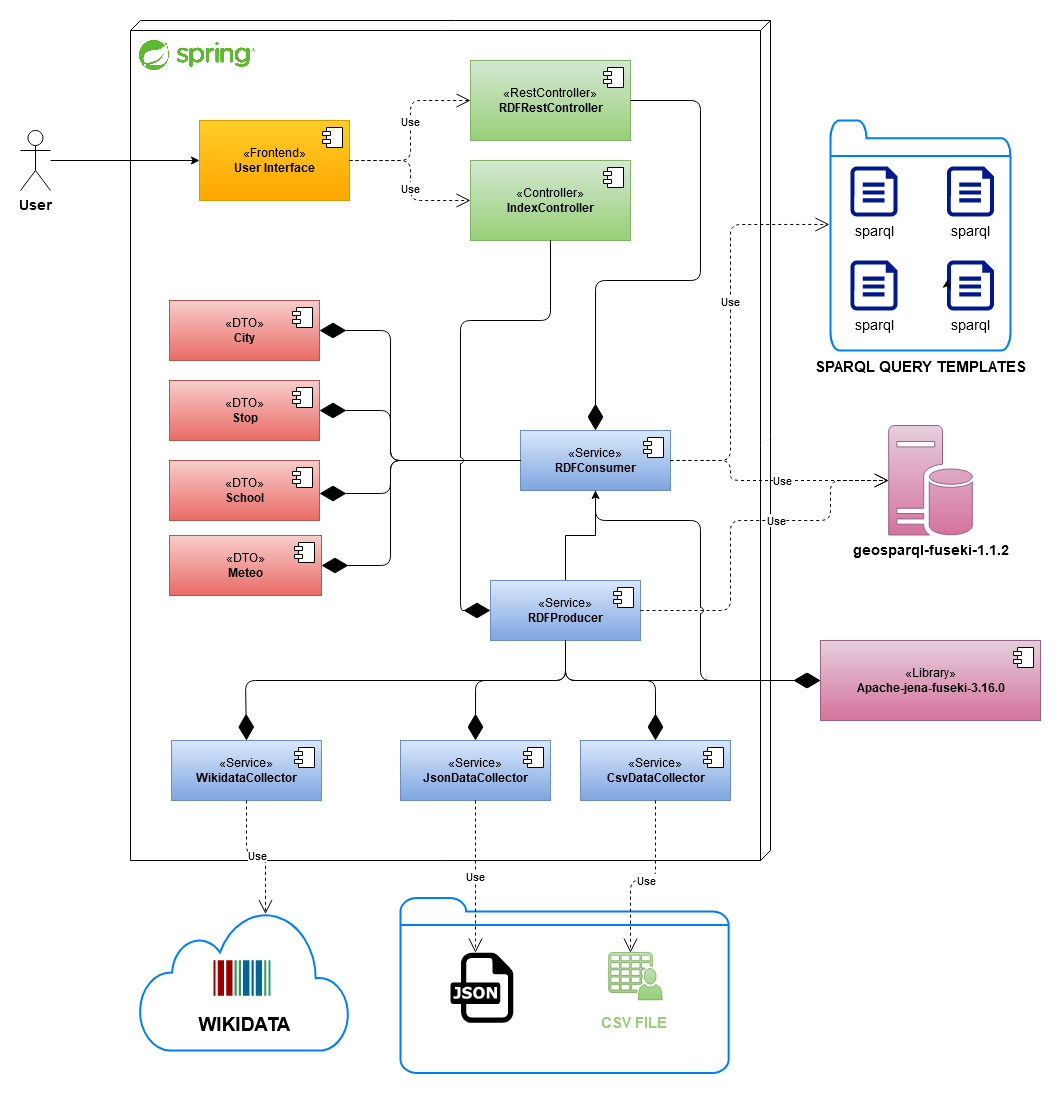 spring
«RestController»
RDFRestController
Use
«Frontend»
User Interface
Use
«Controller»
IndexController
User
sparql
sparql
sparql
sparql
SPARQL QUERY TEMPLATES
Use
«DTO»
City
«DTO»
Stop
«DTO»
School
«DTO»
Meteo
«Service»
RDFConsumer
Use
Use
geosparql-fuseki-1.1.2
«Service»
RDFProducer
«Library»
Apache-jena-fuseki-3.16.0
«Service»
WikidataCollector
«Service»
JsonDataCollector
«Service»
CsvDataCollector
Use
Use
Use
WIKIDATA
JSON
CSV FILE